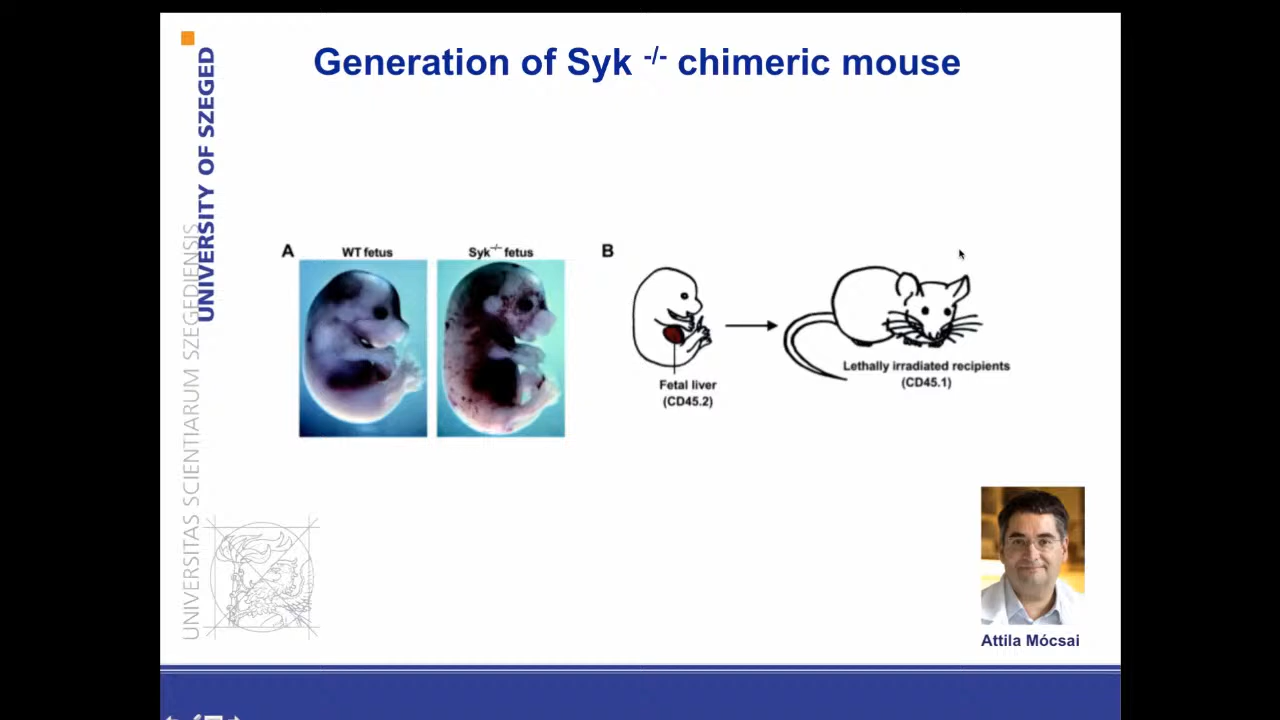 Generation of Syk -/- chimeric mouse
UNIVERSITY OF SZEGED
UNIVERSITAS SCIENTIARUM SZEGEDIENSIS
A
WT fetus
Syk-/- fetus
B
Fetal liver
(CD45.2)
Lethally irradiated recipients
(CD45.1)
Attila Mócsai